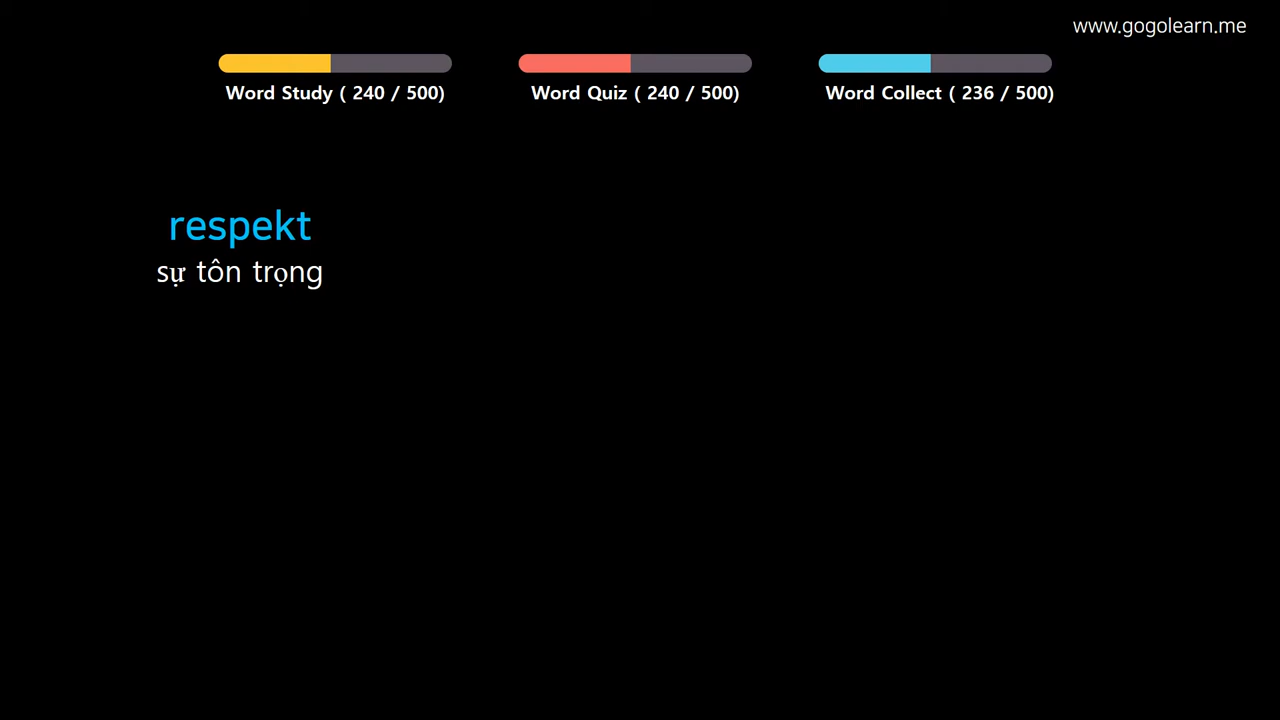 www.gogolearn.me
Word Study ( 240 / 500)
Word Quiz ( 240 / 500)
Word Collect ( 236 / 500)
respekt
sự tôn trọng